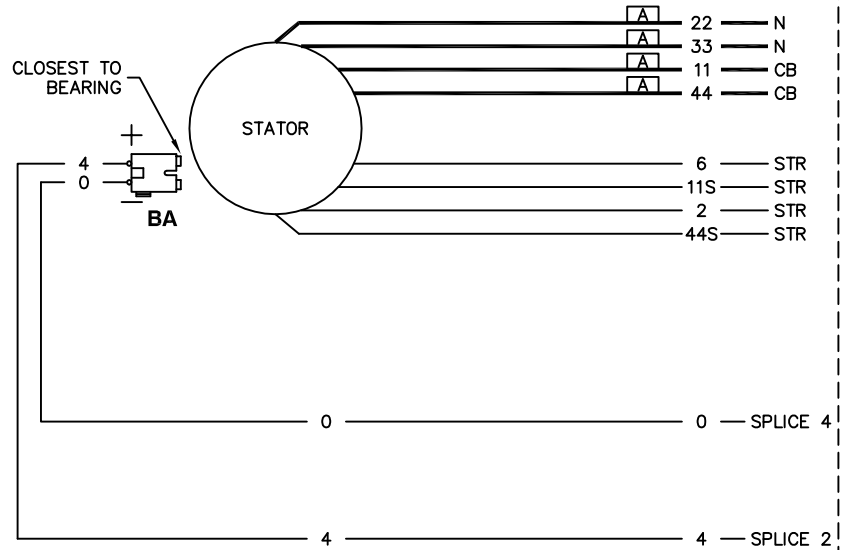 A 22 N
A 33 N
A 11 CB
A 44 CB
CLOSEST TO
BEARING
STATOR
+
4
0
−
BA
6 STR
11S STR
2 STR
44S STR
0 0 SPLICE 4
4 4 SPLICE 2